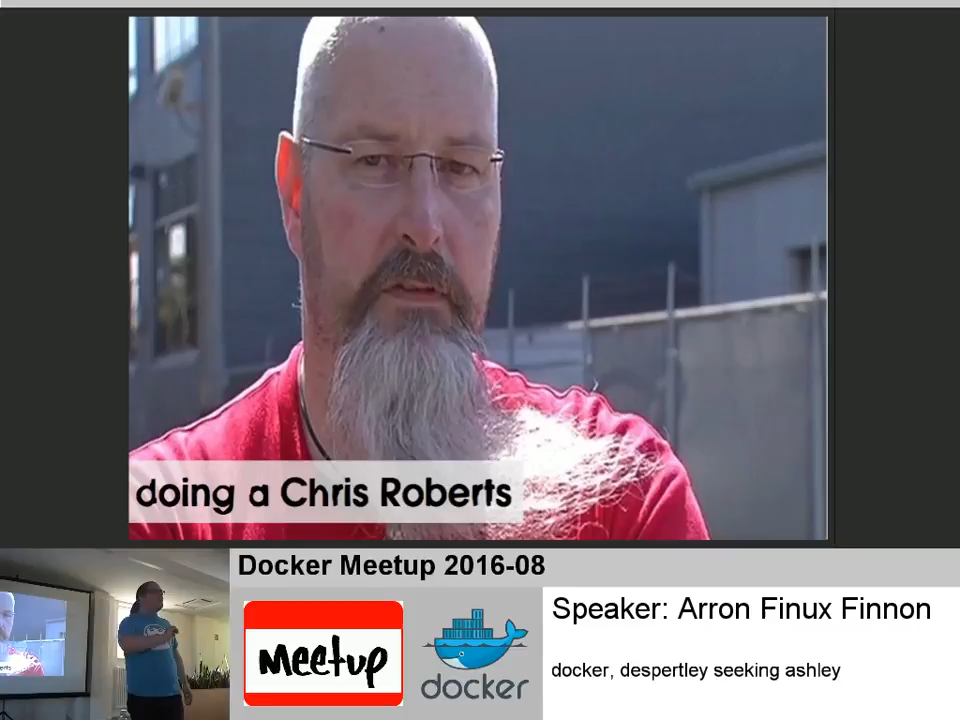 doing a Chris Roberts
Docker Meetup 2016-08
Meetup
docker
Speaker: Arron Finux Finnon
docker, despertley seeking ashley